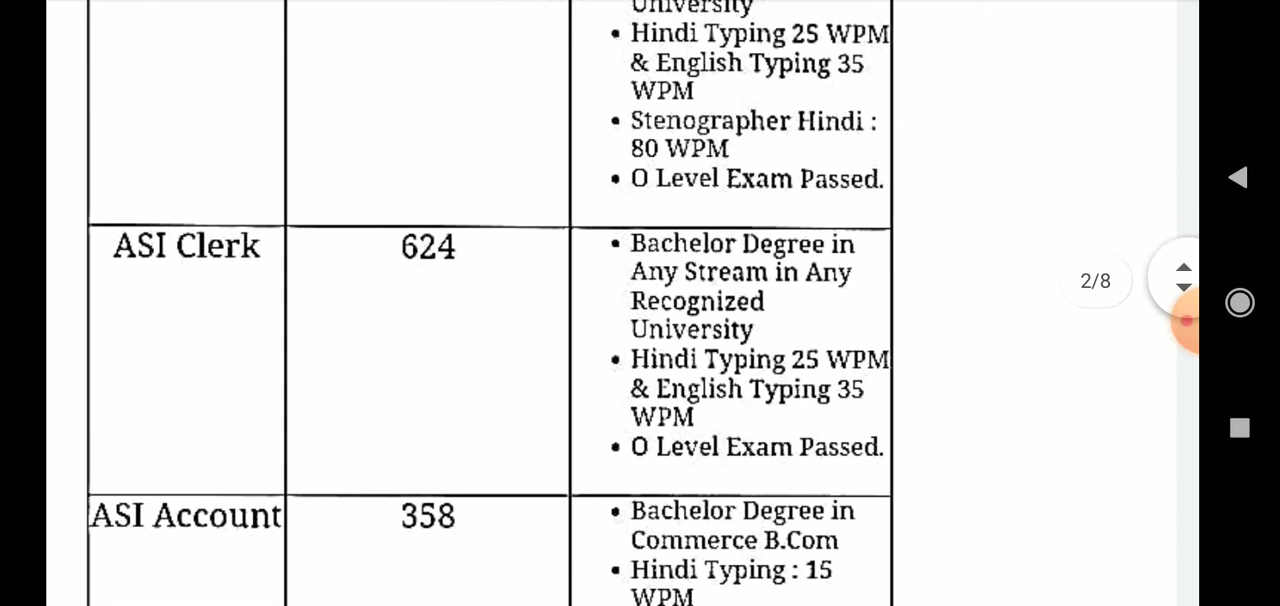 University
• Hindi Typing 25 WPM
& English Typing 35
WPM
• Stenographer Hindi :
80 WPM
• O Level Exam Passed.
ASI Clerk
624
• Bachelor Degree in
Any Stream in Any
Recognized
University
• Hindi Typing 25 WPM
& English Typing 35
WPM
• O Level Exam Passed.
ASI Account
358
• Bachelor Degree in
Commerce B.Com
• Hindi Typing : 15
WPM
2/8